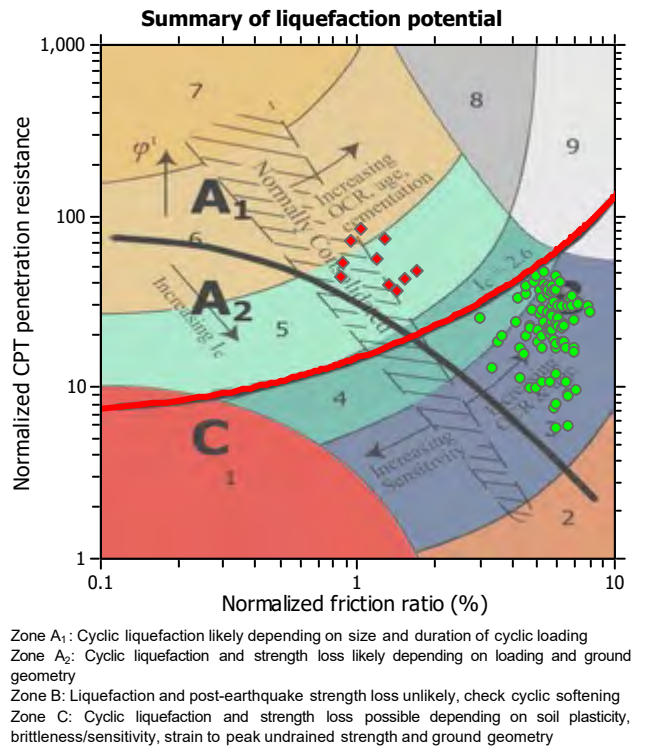 Summary of liquefaction potential
1,000
7
8
9
φ'
Increasing
OCR, age,
cementation
Normally Consolidated
A1
100
6
Ic = 2.6
A2
Increasing Ic
5
10
4
C
Increasing
Sensitivity
1
2
1
0.1
1
10
Normalized CPT penetration resistance
Normalized friction ratio (%)
Zone A1: Cyclic liquefaction likely depending on size and duration of cyclic loading
Zone A2: Cyclic liquefaction and strength loss likely depending on loading and ground
geometry
Zone B: Liquefaction and post-earthquake strength loss unlikely, check cyclic softening
Zone C: Cyclic liquefaction and strength loss possible depending on soil plasticity,
brittleness/sensitivity, strain to peak undrained strength and ground geometry